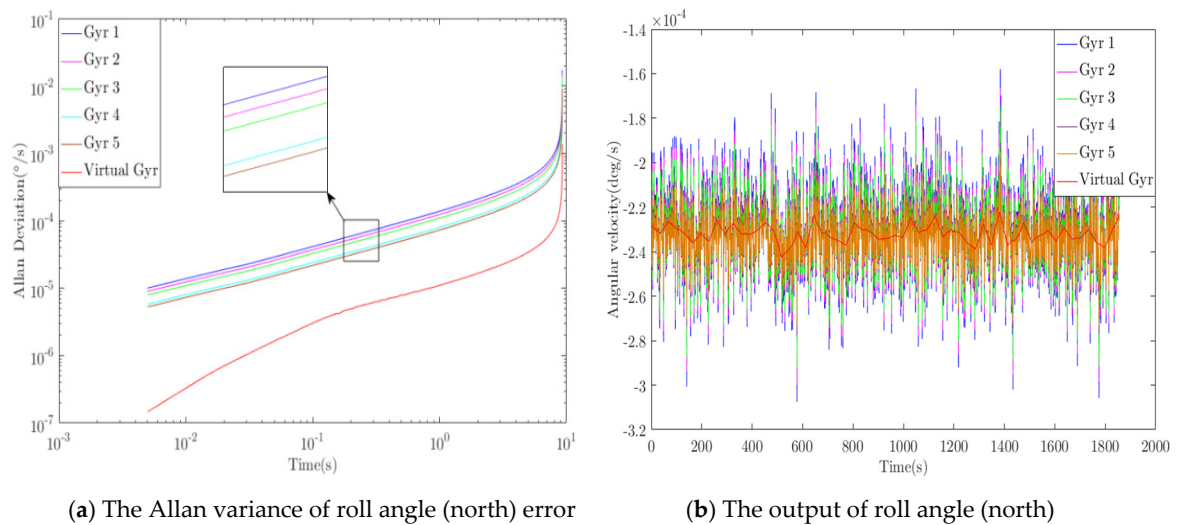 10^-1
10^-2
10^-3
10^-4
10^-5
10^-6
10^-7
Allan Deviation(°/s)
Gyr 1
Gyr 2
Gyr 3
Gyr 4
Gyr 5
Virtual Gyr
10^-3
10^-2
10^-1
10^0
10^1
Time(s)
(a) The Allan variance of roll angle (north) error
×10^-4
-1.4
-1.6
-1.8
-2
-2.2
-2.4
-2.6
-2.8
-3
-3.2
Angular velocity(deg/s)
Gyr 1
Gyr 2
Gyr 3
Gyr 4
Gyr 5
Virtual Gyr
0 200 400 600 800 1000 1200 1400 1600 1800 2000
Time(s)
(b) The output of roll angle (north)